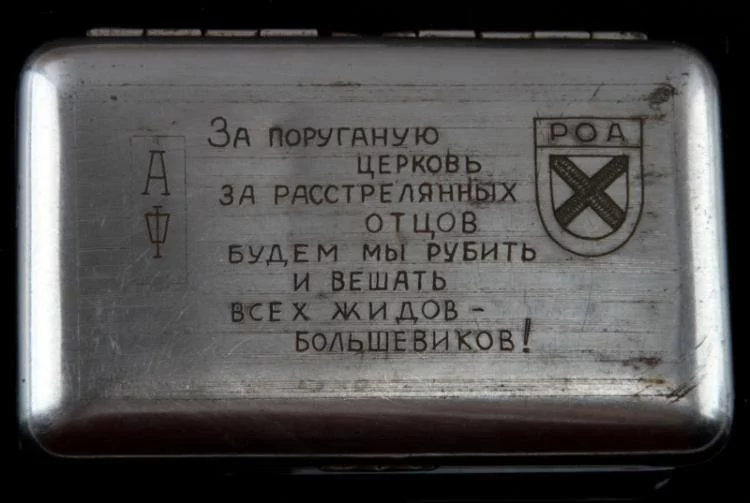 За поруганую
церковь
за расстрелянных
отцов
будем мы рубить
и вешать
всех жидов -
большевиков!
А
Ф
РОА